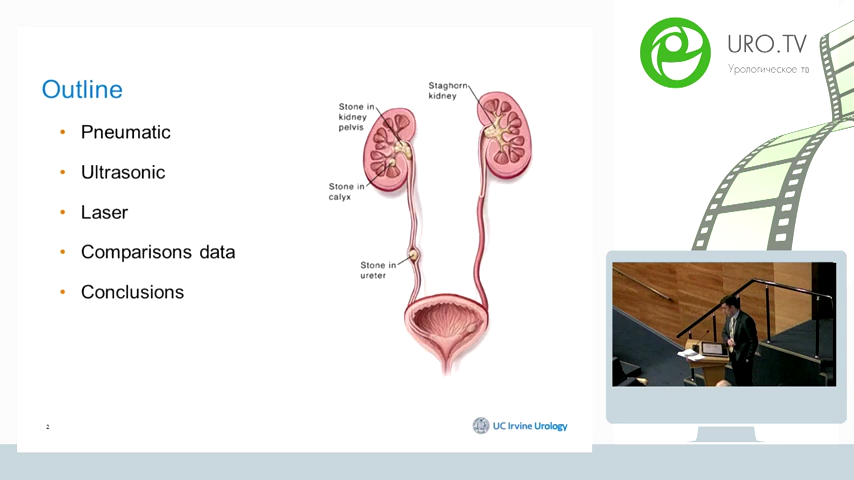 URO.TV
Урологическое тв
Outline
• Pneumatic
• Ultrasonic
• Laser
• Comparisons data
• Conclusions
Staghorn
kidney
Stone in
kidney
pelvis
Stone in
calyx
Stone in
ureter
2
UC Irvine Urology